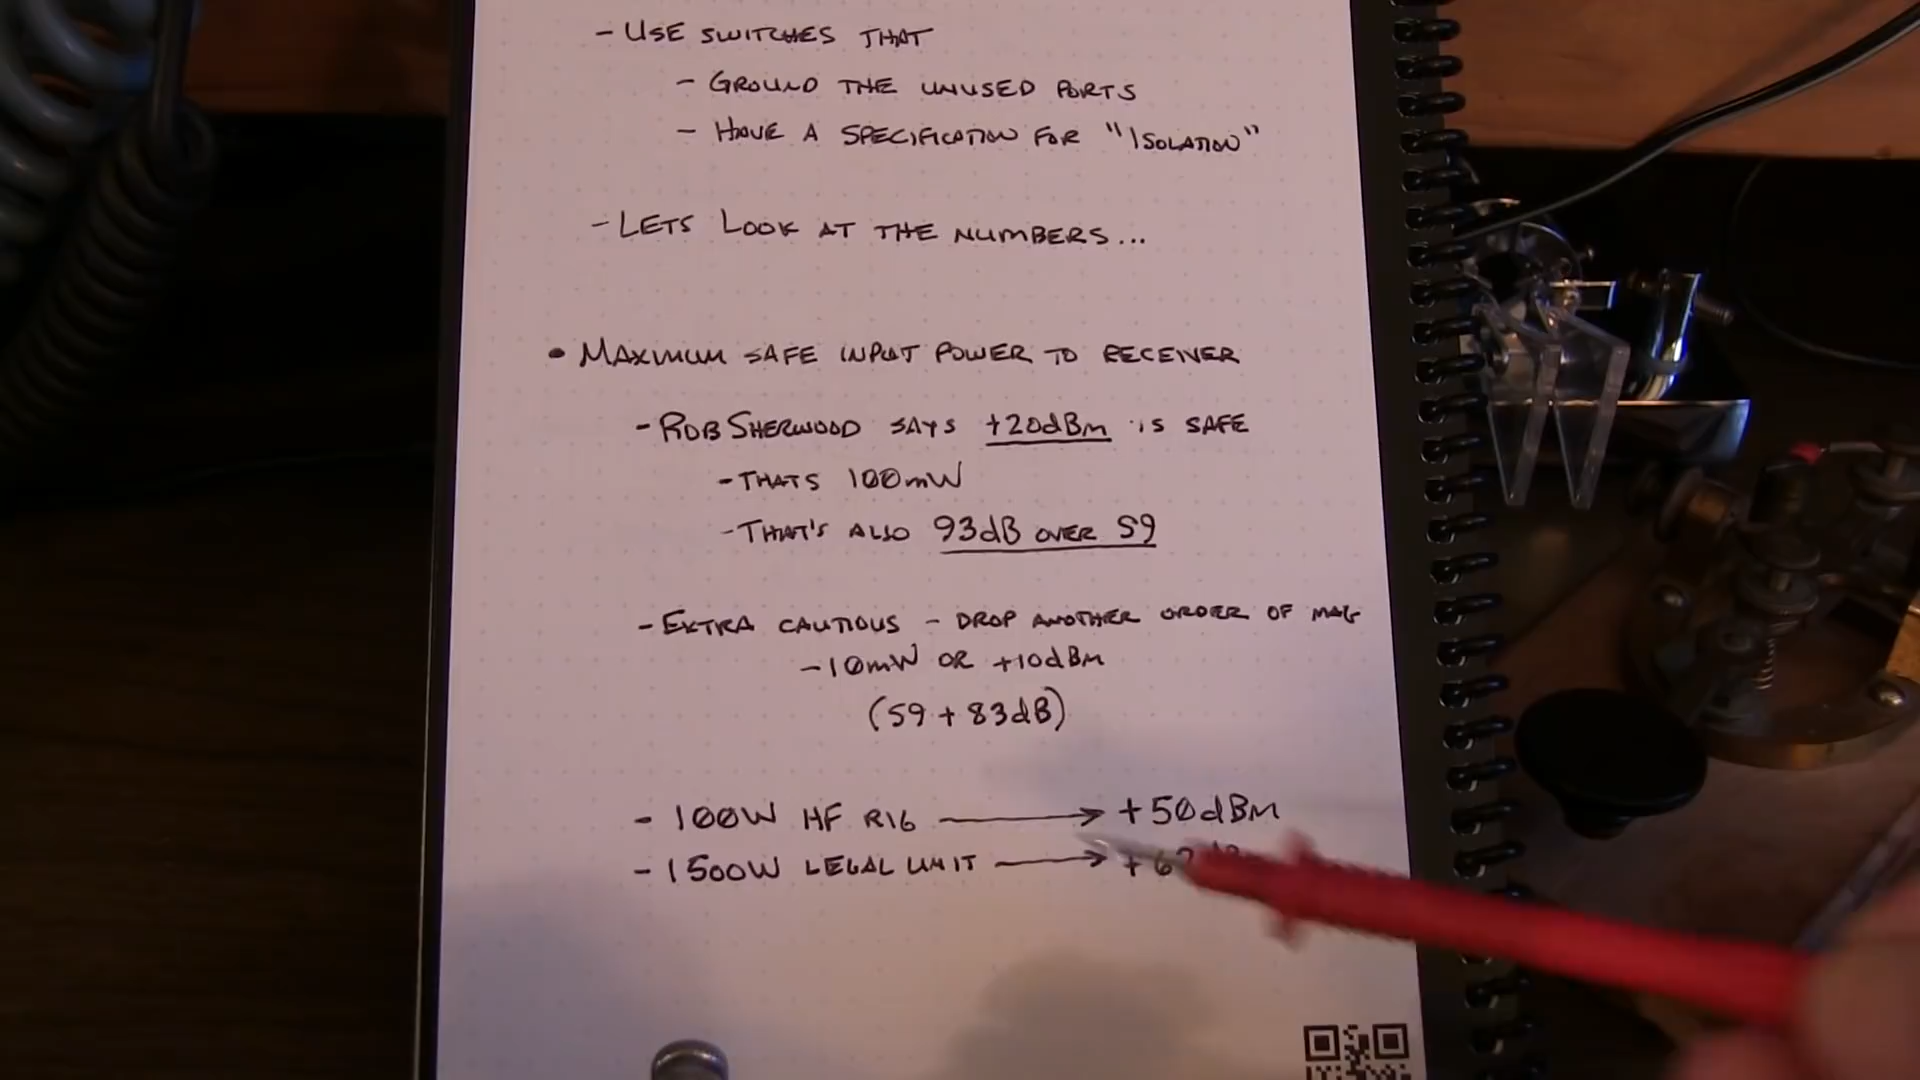 - USE SWITCHES THAT
- GROUND THE UNUSED PORTS
- HAVE A SPECIFICATION FOR "ISOLATION"
- LETS LOOK AT THE NUMBERS...
• MAXIMUM SAFE INPUT POWER TO RECEIVER
- ROB SHERWOOD SAYS +20dBm IS SAFE
- THATS 100mW
- THAT'S ALSO 93dB OVER S9
- EXTRA CAUTIOUS - DROP ANOTHER ORDER OF MAG
- 10mW OR +10dBm
(S9 + 83dB)
- 100W HF RIG → +50dBm
- 1500W LEGAL LIMIT →